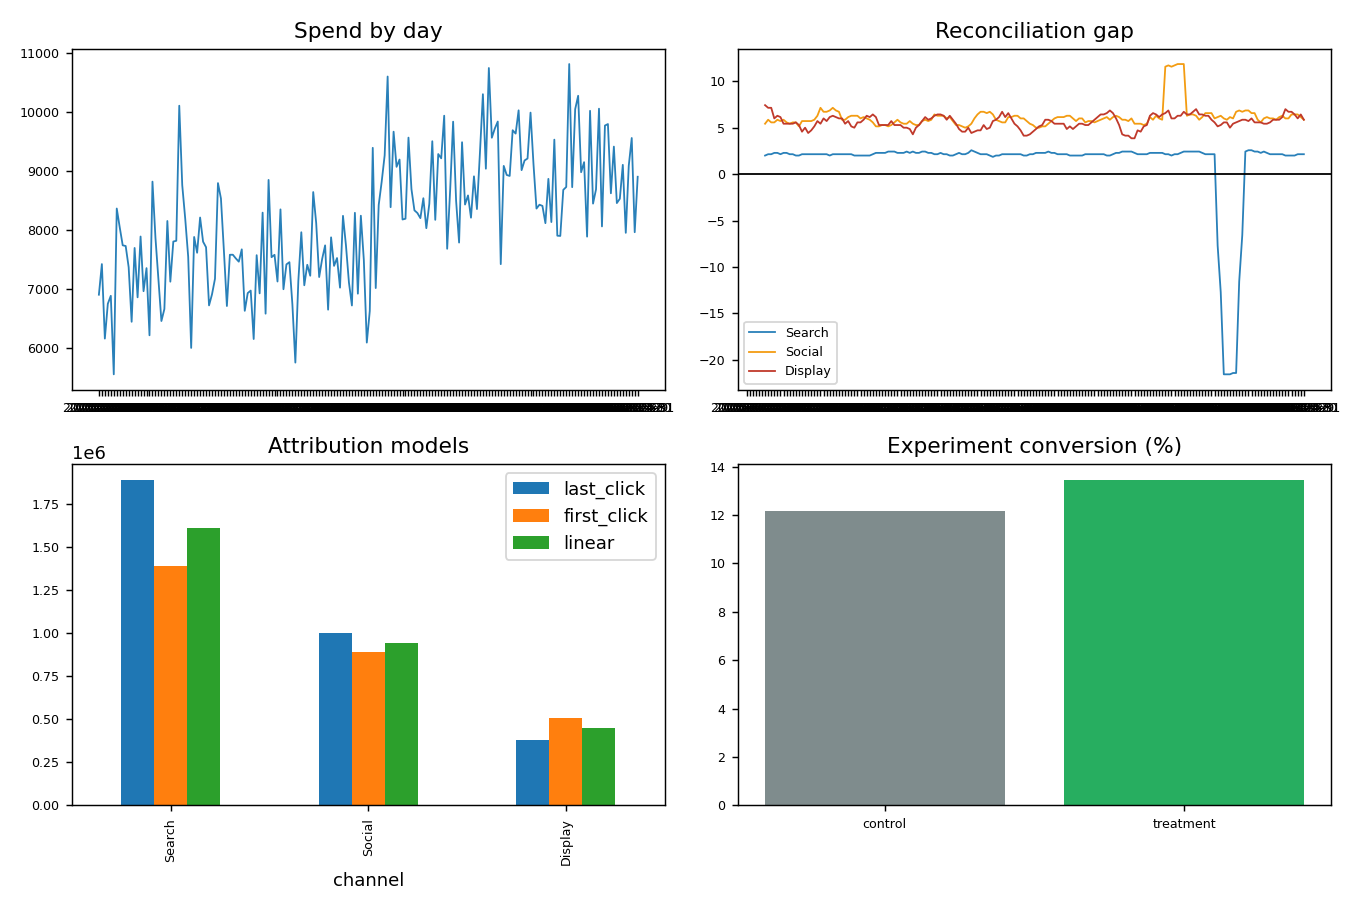 Spend by day
11000
10000
9000
8000
7000
6000
Reconciliation gap
10
5
0
−5
−10
−15
−20
Search
Social
Display
Attribution models
1e6
1.75
1.50
1.25
1.00
0.75
0.50
0.25
0.00
last_click
first_click
linear
Search
Social
Display
channel
Experiment conversion (%)
14
12
10
8
6
4
2
0
control
treatment